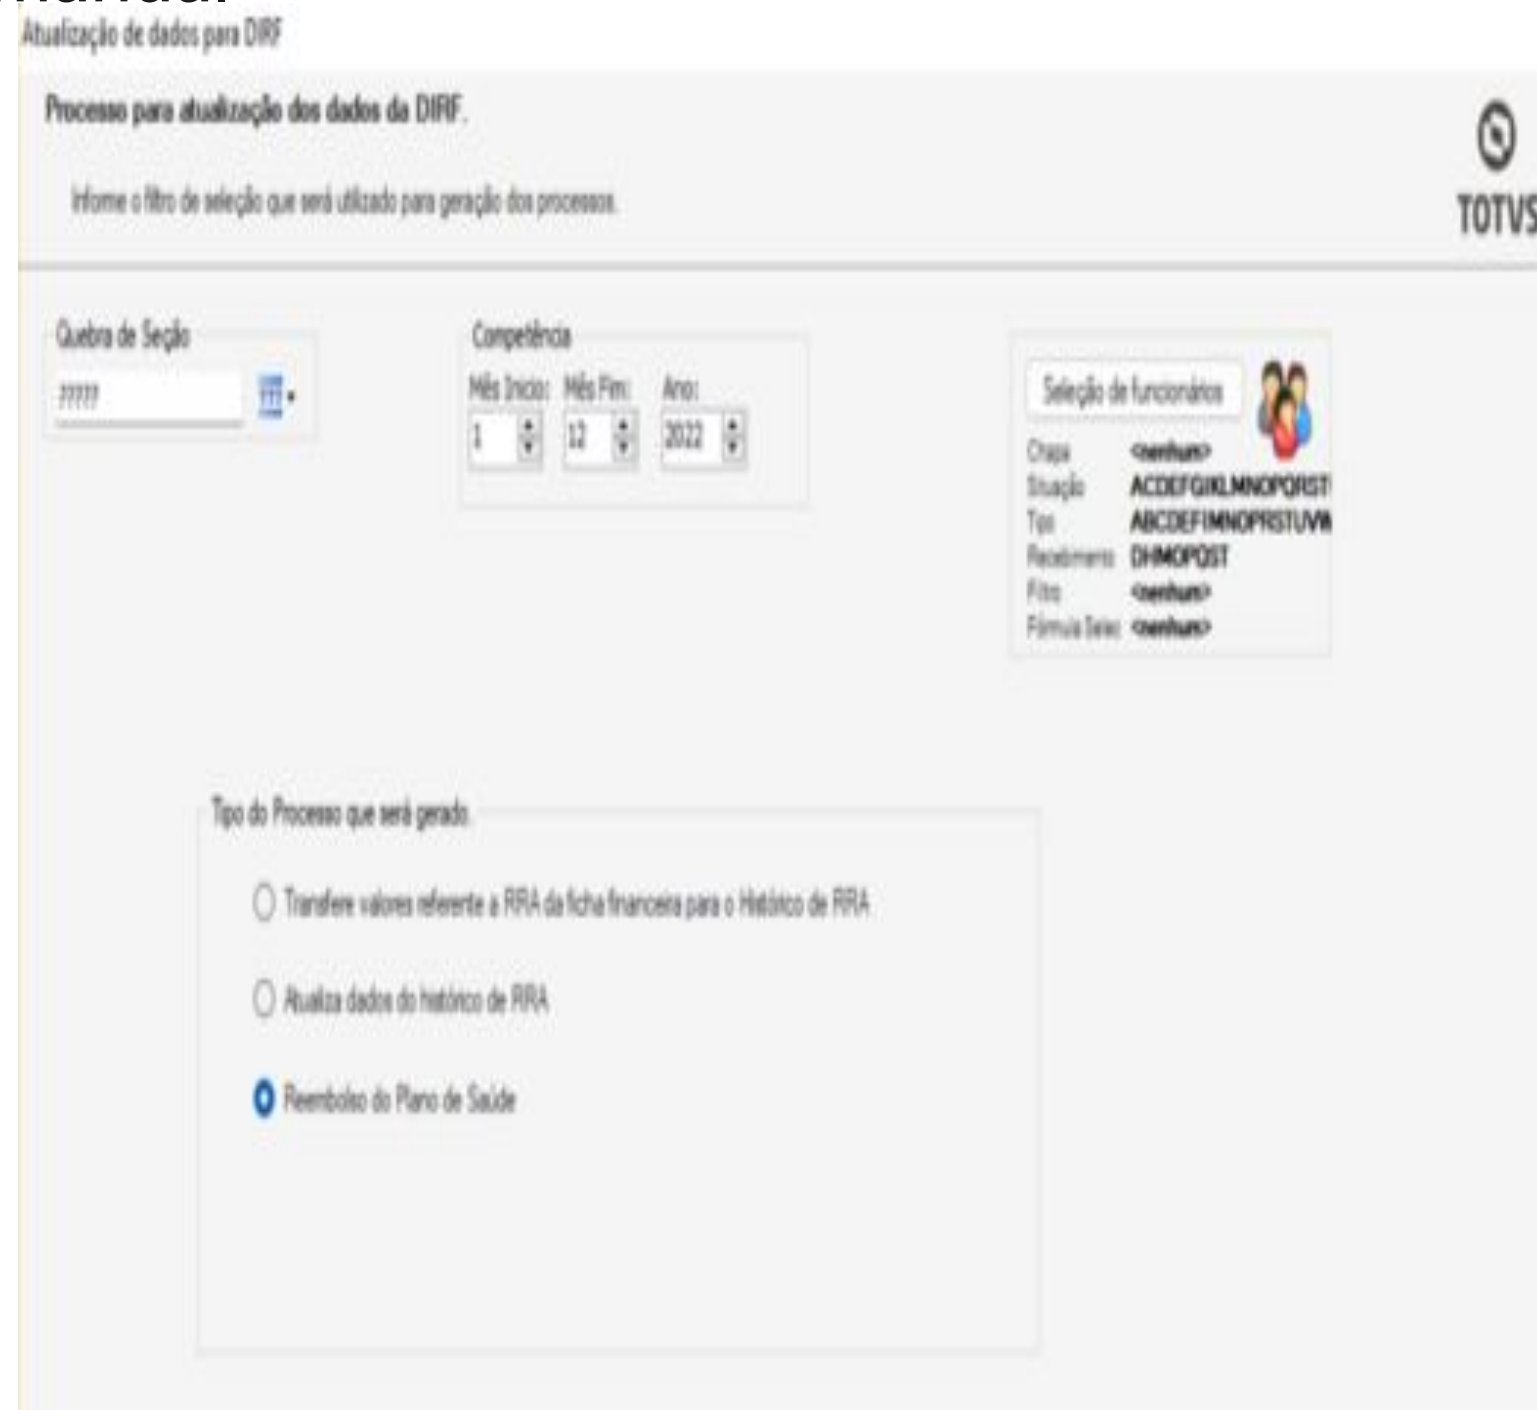 Atualização de dados para DIRF
Processo para atualização dos dados da DIRF.
Informe o filtro de seleção que será utilizado para geração dos processos.
TOTVS
Quebra de Seção
?????
Competência
Mês Inicio: Mês Fim: Ano:
1 12 2022
Seleção de funcionários
Chapa <nenhum>
Situação ACDEFGIKLMNOPQRST
Tipo ABCDEFIMNOPRSTUVW
Recebimento DHMOPQST
Filtro <nenhum>
Fórmula Selec <nenhum>
Tipo do Processo que será gerado.
Transfere valores referente a RRA da ficha financeira para o Histórico de RRA
Atualiza dados do histórico de RRA
Reembolso do Plano de Saúde